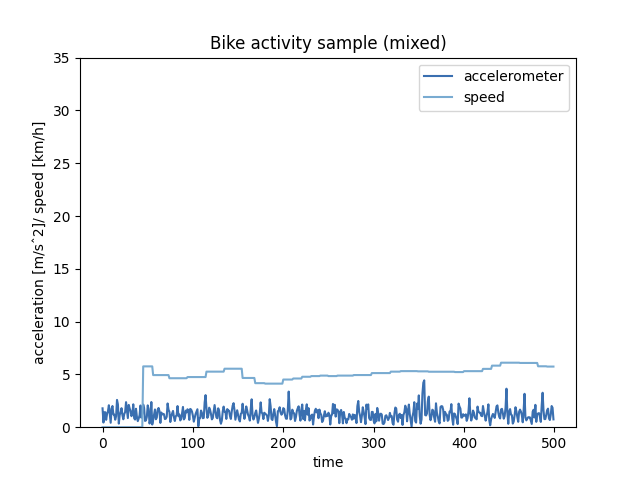 Bike activity sample (mixed)
accelerometer
speed
acceleration [m/sˆ2]/ speed [km/h]
35
30
25
20
15
10
5
0
0 100 200 300 400 500
time